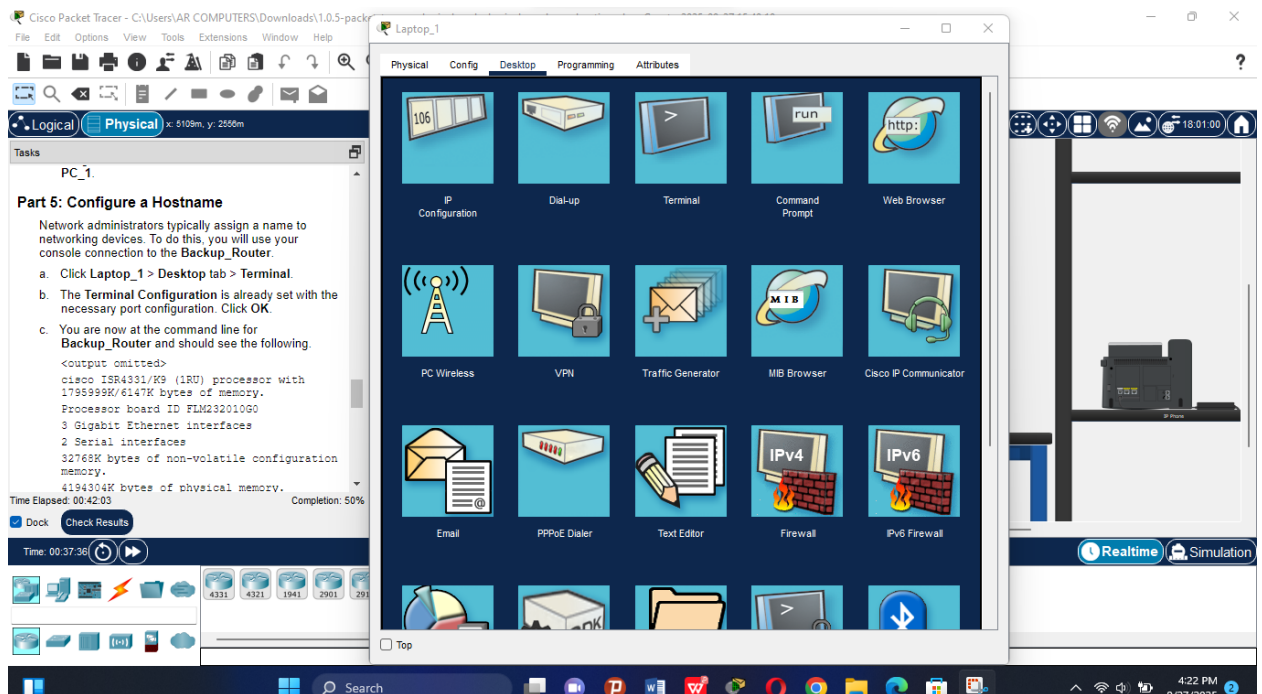 Cisco Packet Tracer - C:\Users\AR COMPUTERS\Downloads\1.0.5-packe
File Edit Options View Tools Extensions Window Help
?
Logical Physical x: 5109m, y: 2556m
18:01:00
Tasks
PC_1.
Part 5: Configure a Hostname
Network administrators typically assign a name to
networking devices. To do this, you will use your
console connection to the Backup_Router.
a. Click Laptop_1 > Desktop tab > Terminal.
b. The Terminal Configuration is already set with the
necessary port configuration. Click OK.
c. You are now at the command line for
Backup_Router and should see the following.
<output omitted>
cisco ISR4331/K9 (1RU) processor with
1795999K/6147K bytes of memory.
Processor board ID FLM232010G0
3 Gigabit Ethernet interfaces
2 Serial interfaces
32768K bytes of non-volatile configuration
memory.
4194304K bytes of physical memory.
Time Elapsed: 00:42:03 Completion: 50%
Dock Check Results
Time: 00:37:36
4331 4321 1941 2901 291
Laptop_1
Physical Config Desktop Programming Attributes
106
>
run
http:
IP
Configuration
Dial-up
Terminal
Command
Prompt
Web Browser
MIB
PC Wireless
VPN
Traffic Generator
MIB Browser
Cisco IP Communicator
@
IPv4
IPv6
Email
PPPoE Dialer
Text Editor
Firewall
IPv6 Firewall
>
Top
IP Phone
Realtime Simulation
Search
4:22 PM
2